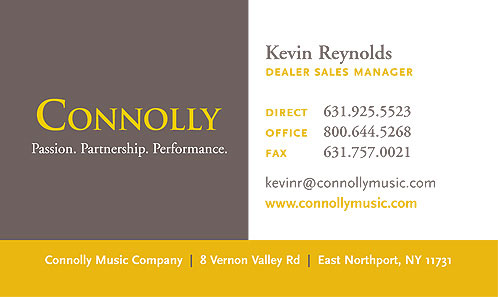 CONNOLLY
Passion. Partnership. Performance.
Kevin Reynolds
DEALER SALES MANAGER
DIRECT 631.925.5523
OFFICE 800.644.5268
FAX 631.757.0021
kevinr@connollymusic.com
www.connollymusic.com
Connolly Music Company | 8 Vernon Valley Rd | East Northport, NY 11731